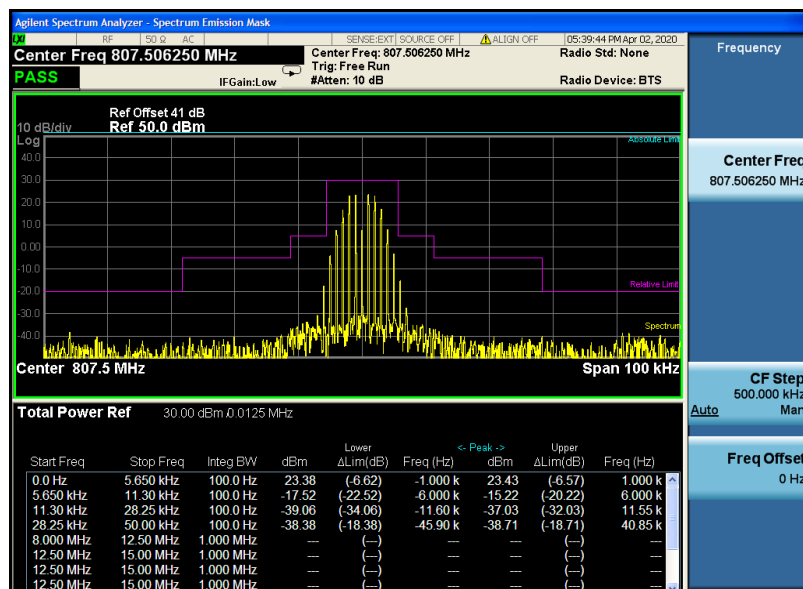 Agilent Spectrum Analyzer - Spectrum Emission Mask
LXI RF 50 Ω AC SENSE:EXT SOURCE OFF ALIGN OFF 05:39:44 PM Apr 02, 2020
Center Freq 807.506250 MHz
Center Freq: 807.506250 MHz
Radio Std: None
Trig: Free Run
PASS
IFGain:Low
#Atten: 10 dB
Radio Device: BTS
Ref Offset 41 dB
10 dB/div Ref 50.0 dBm
Log
Absolute Limit
40.0
30.0
20.0
10.0
0.00
-10.0
-20.0
Relative Limit
-30.0
Spectrum
-40.0
Center 807.5 MHz Span 100 kHz
Total Power Ref 30.00 dBm / 0.0125 MHz
Lower <- Peak -> Upper
Start Freq Stop Freq Integ BW dBm ΔLim(dB) Freq (Hz) dBm ΔLim(dB) Freq (Hz)
0.0 Hz 5.650 kHz 100.0 Hz 23.38 (-6.62) -1.000 k 23.43 (-6.57) 1.000 k
5.650 kHz 11.30 kHz 100.0 Hz -17.52 (-22.52) -6.000 k -15.22 (-20.22) 6.000 k
11.30 kHz 28.25 kHz 100.0 Hz -39.06 (-34.06) -11.60 k -37.03 (-32.03) 11.55 k
28.25 kHz 50.00 kHz 100.0 Hz -38.38 (-18.38) -45.90 k -38.71 (-18.71) 40.85 k
8.000 MHz 12.50 MHz 1.000 MHz --- (---) --- (---) ---
12.50 MHz 15.00 MHz 1.000 MHz --- (---) --- (---) ---
12.50 MHz 15.00 MHz 1.000 MHz --- (---) --- (---) ---
12.50 MHz 15.00 MHz 1.000 MHz --- (---) --- (---) ---
Frequency
Center Freq
807.506250 MHz
CF Step
500.000 kHz
Auto Man
Freq Offset
0 Hz